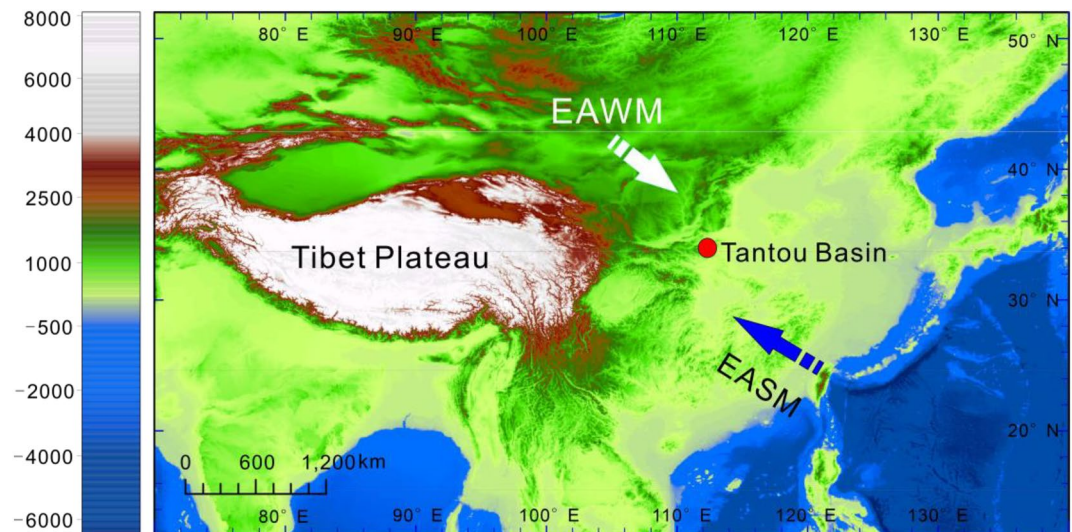 8000
6000
4000
2500
1000
−500
−2000
−4000
−6000
80° E 90° E 100° E 110° E 120° E 130° E
50° N
40° N
30° N
20° N
EAWM
Tibet Plateau
Tantou Basin
EASM
0 600 1,200km
80° E 90° E 100° E 110° E 120° E 130° E